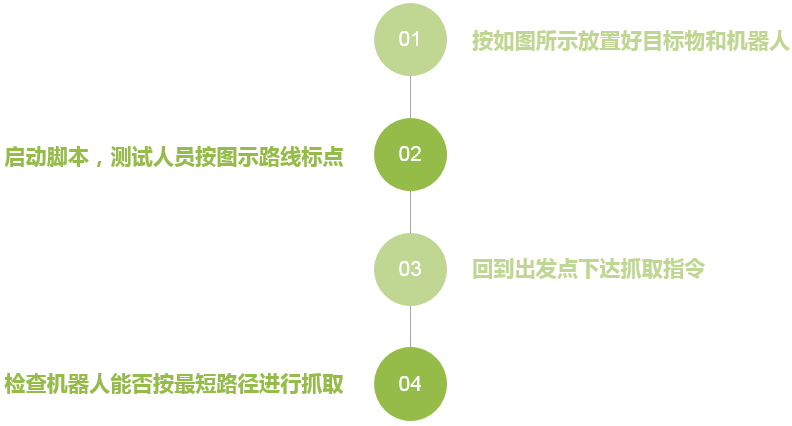 01
按如图所示放置好目标物和机器人
02
启动脚本，测试人员按图示路线标点
03
回到出发点下达抓取指令
04
检查机器人能否按最短路径进行抓取